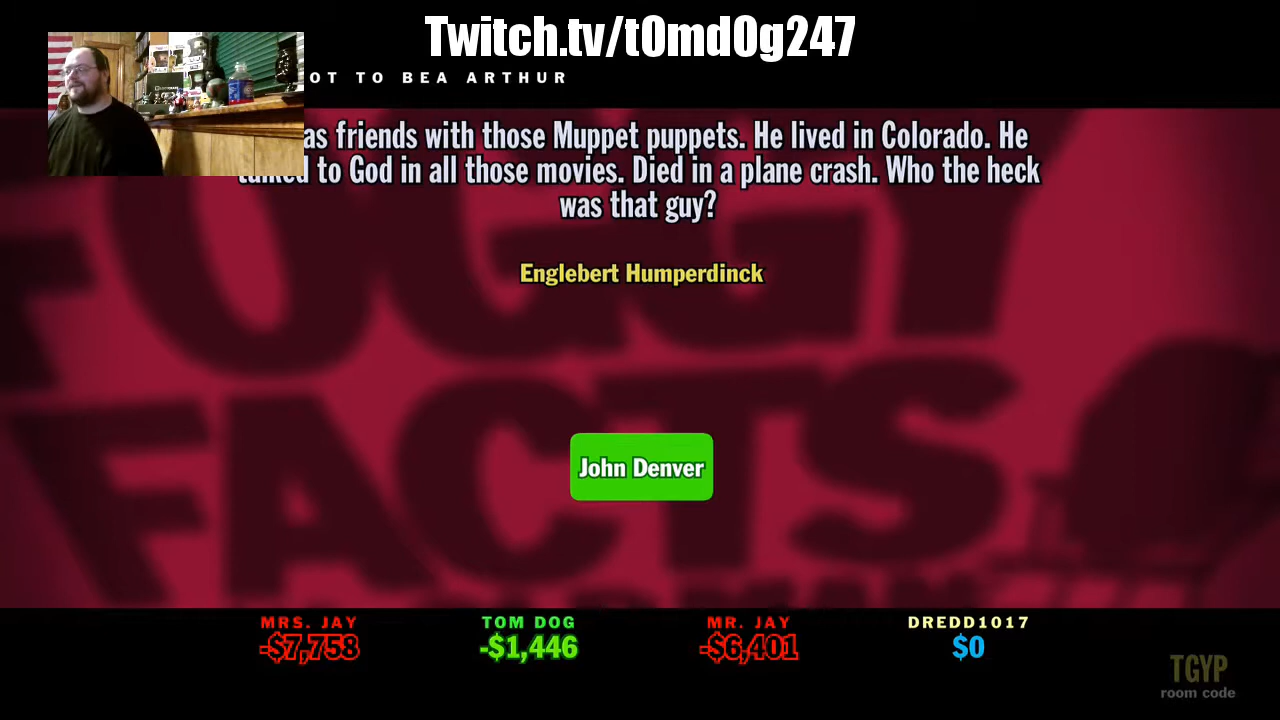 Twitch.tv/t0md0g247
OT TO BEA ARTHUR
as friends with those Muppet puppets. He lived in Colorado. He
to God in all those movies. Died in a plane crash. Who the heck
was that guy?
Englebert Humperdinck
FOGGY
FACTS
John Denver
MRS. JAY
-$7,758
TOM DOG
-$1,446
MR. JAY
-$6,401
DREDD1017
$0
TGYP
room code